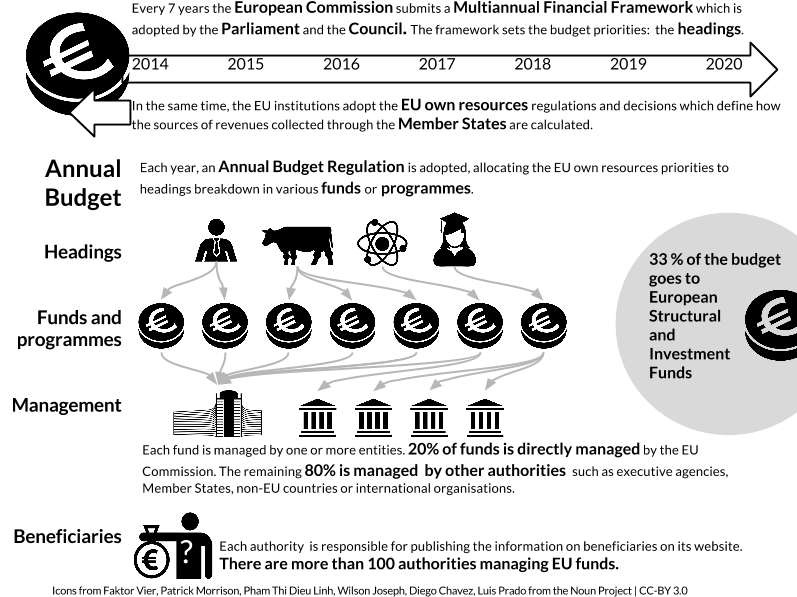 Every 7 years the European Commission submits a Multiannual Financial Framework which is
adopted by the Parliament and the Council. The framework sets the budget priorities: the headings.
2014 2015 2016 2017 2018 2019 2020
In the same time, the EU institutions adopt the EU own resources regulations and decisions which define how
the sources of revenues collected through the Member States are calculated.
Annual
Budget
Each year, an Annual Budget Regulation is adopted, allocating the EU own resources priorities to
headings breakdown in various funds or programmes.
Headings
33 % of the budget
goes to
European
Structural
and
Investment
Funds
Funds and
programmes
Management
Each fund is managed by one or more entities. 20% of funds is directly managed by the EU
Commission. The remaining 80% is managed by other authorities such as executive agencies,
Member States, non-EU countries or international organisations.
Beneficiaries
?
Each authority is responsible for publishing the information on beneficiaries on its website.
There are more than 100 authorities managing EU funds.
Icons from Faktor Vier, Patrick Morrison, Pham Thi Dieu Linh, Wilson Joseph, Diego Chavez, Luis Prado from the Noun Project | CC-BY 3.0